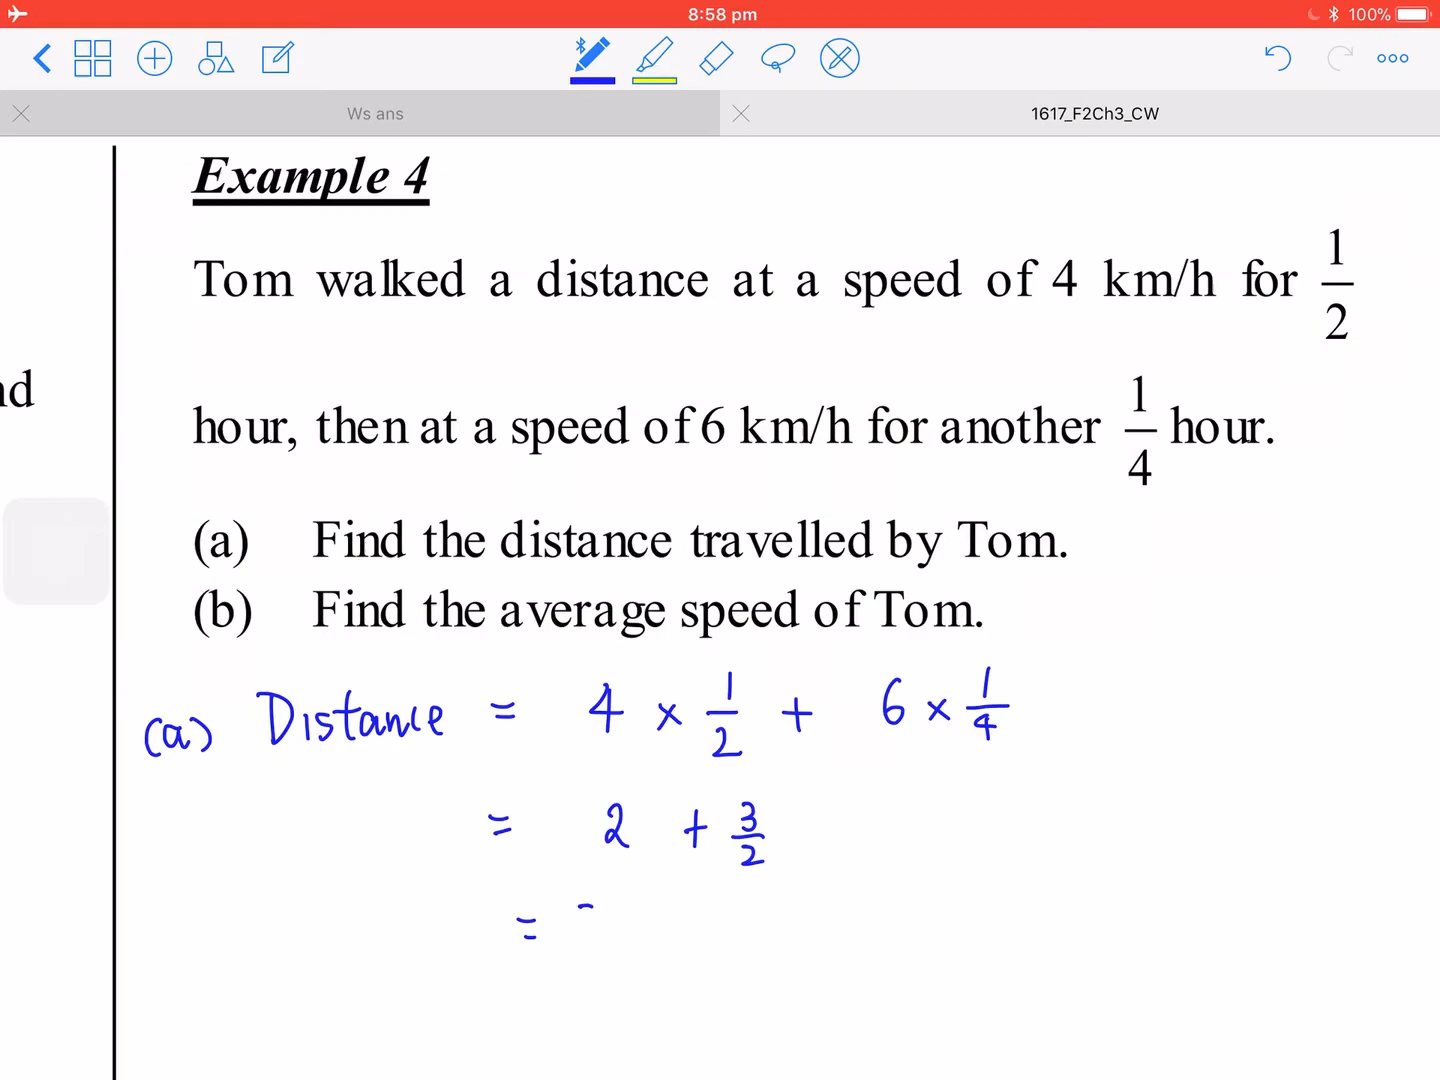 8:58 pm
100%
Ws ans
1617_F2Ch3_CW
Example 4
Tom walked a distance at a speed of 4 km/h for 1/2
hour, then at a speed of 6 km/h for another 1/4 hour.
(a) Find the distance travelled by Tom.
(b) Find the average speed of Tom.
(a) Distance = 4 × 1/2 + 6 × 1/4
= 2 + 3/2
=